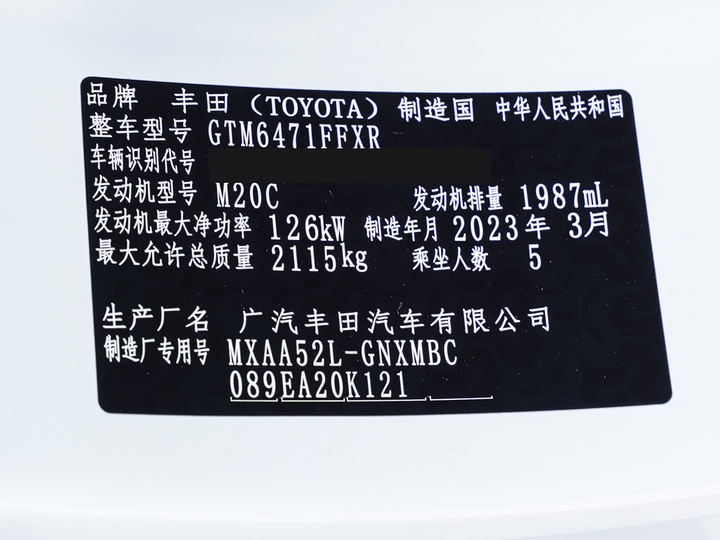 品牌 丰田（TOYOTA）制造国 中华人民共和国
整车型号 GTM6471FFXR
车辆识别代号
发动机型号 M20C 发动机排量 1987mL
发动机最大净功率 126kW 制造年月 2023年 3月
最大允许总质量 2115kg 乘坐人数 5
生产厂名 广汽丰田汽车有限公司
制造厂专用号 MXAA52L-GNXMBC
089EA20K121